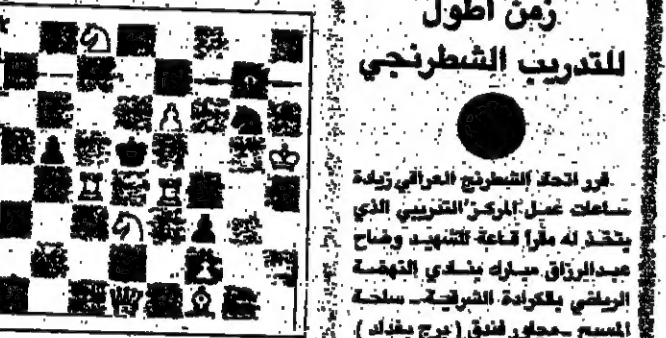 زمن أطول
للتدريب الشطرنجي
قرر اتحاد الشطرنج العراقي زيادة
ساعات عمل المركز التدريبي الذي
يتخذ له مقراً قاعة الشهيد وضاح
عبدالرزاق مبارك بنادي النهضة
الرياضي بالكرادة الشرقية ـ ساحة
المسبح ـ مجاور فندق ( برج بغداد )